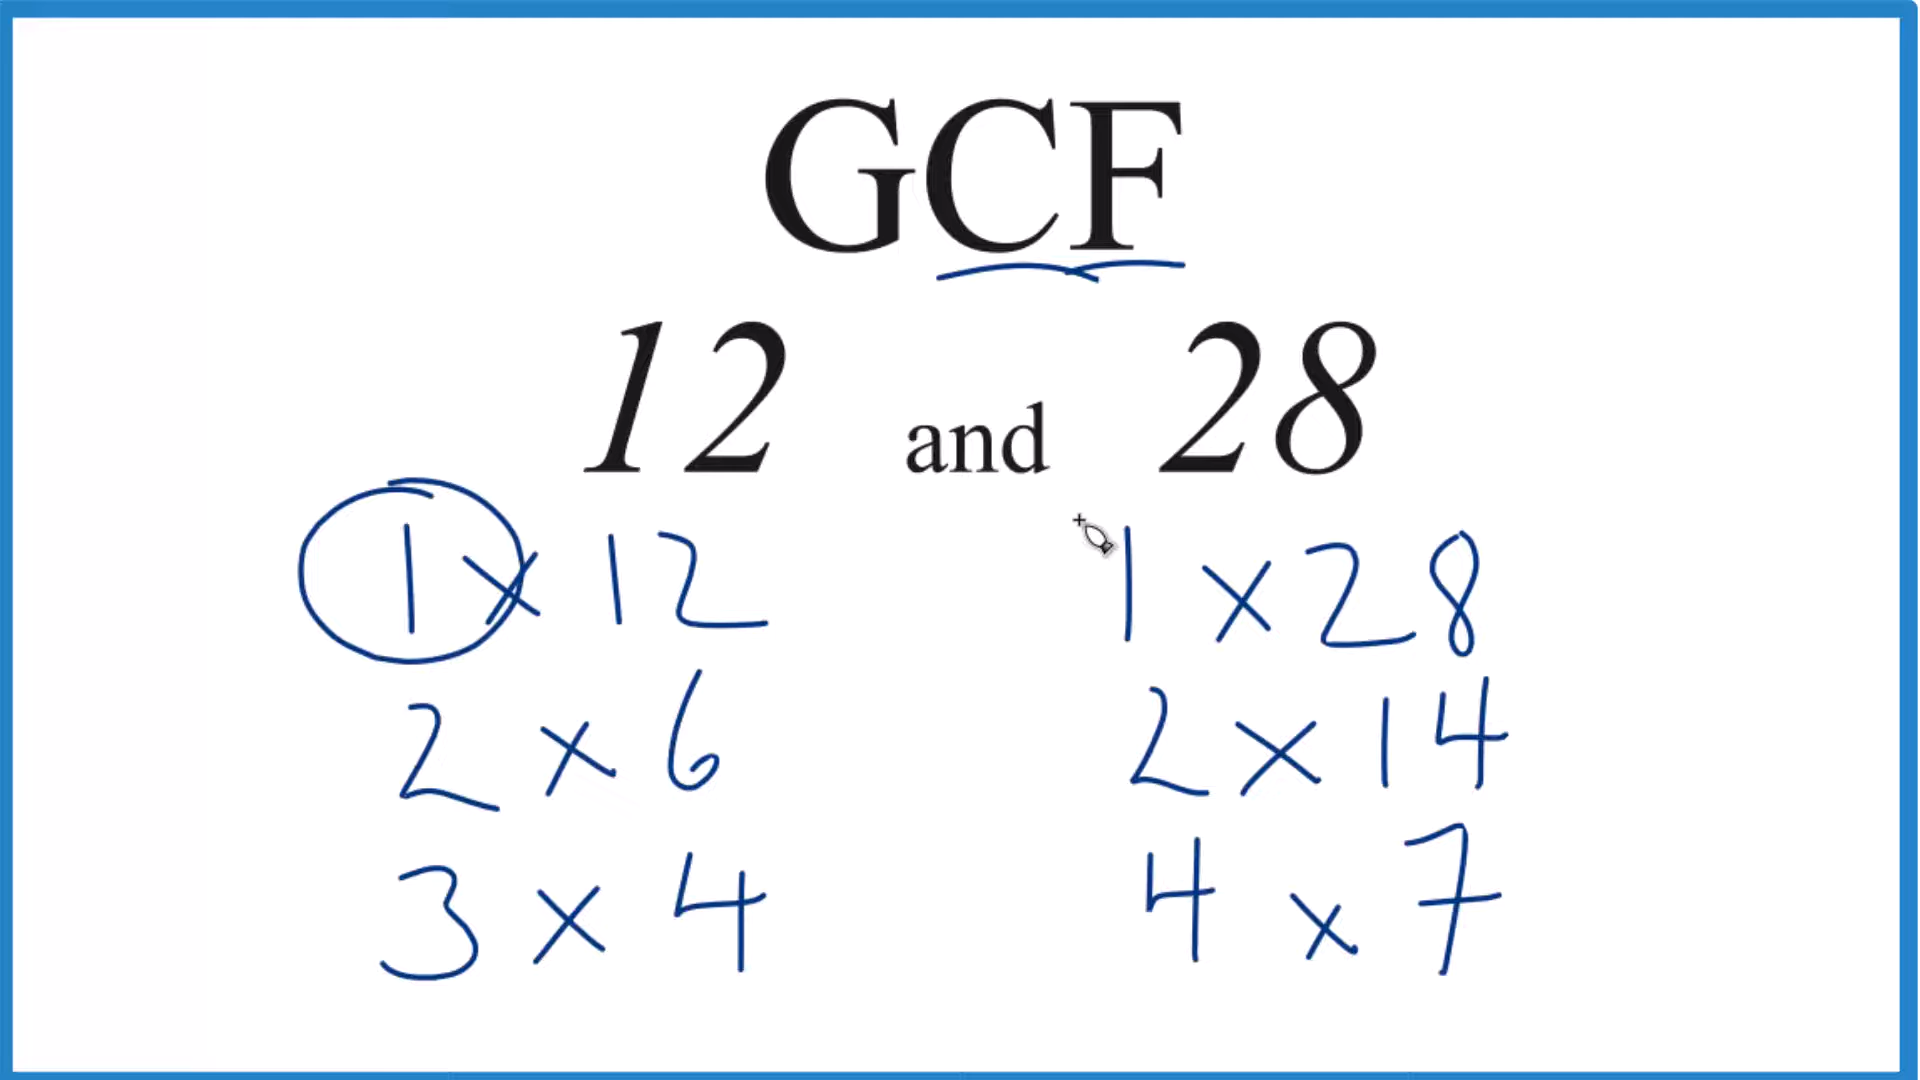 GCF
12 and 28
1 x 12 1 x 28
2 x 6 2 x 14
3 x 4 4 x 7